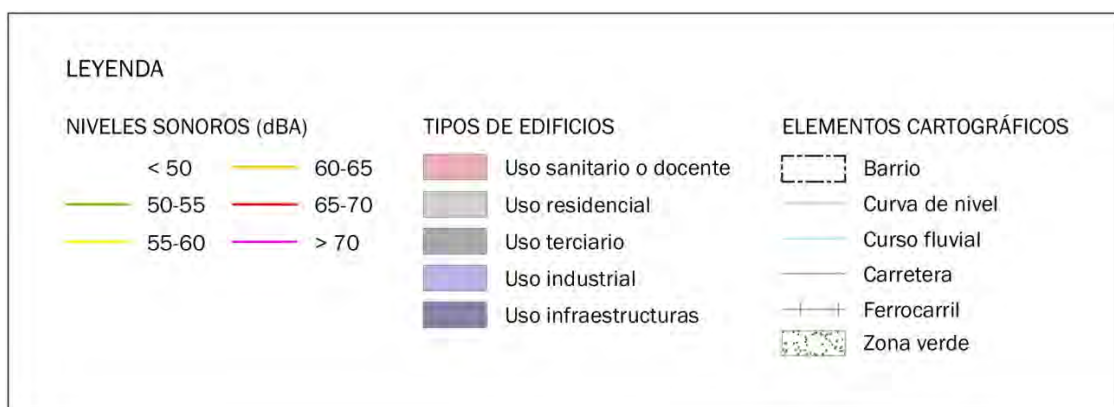 LEYENDA
NIVELES SONOROS (dBA)
< 50
60-65
50-55
65-70
55-60
> 70
TIPOS DE EDIFICIOS
Uso sanitario o docente
Uso residencial
Uso terciario
Uso industrial
Uso infraestructuras
ELEMENTOS CARTOGRÁFICOS
Barrio
Curva de nivel
Curso fluvial
Carretera
Ferrocarril
Zona verde